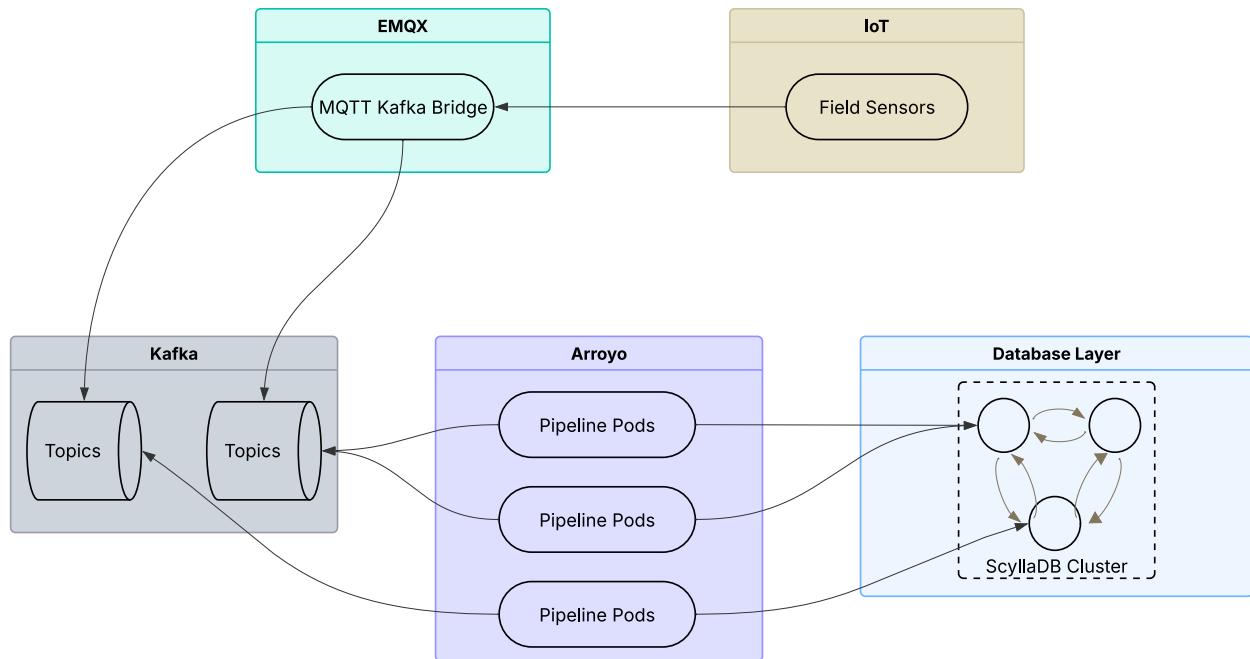 EMQX
IoT
MQTT Kafka Bridge
Field Sensors
Kafka
Arroyo
Database Layer
Topics
Topics
Pipeline Pods
Pipeline Pods
Pipeline Pods
ScyllaDB Cluster